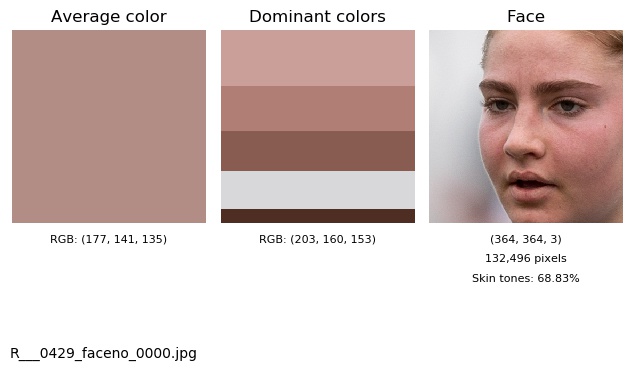 Average color
Dominant colors
Face
RGB: (177, 141, 135)
RGB: (203, 160, 153)
(364, 364, 3)
132,496 pixels
Skin tones: 68.83%
R___0429_faceno_0000.jpg